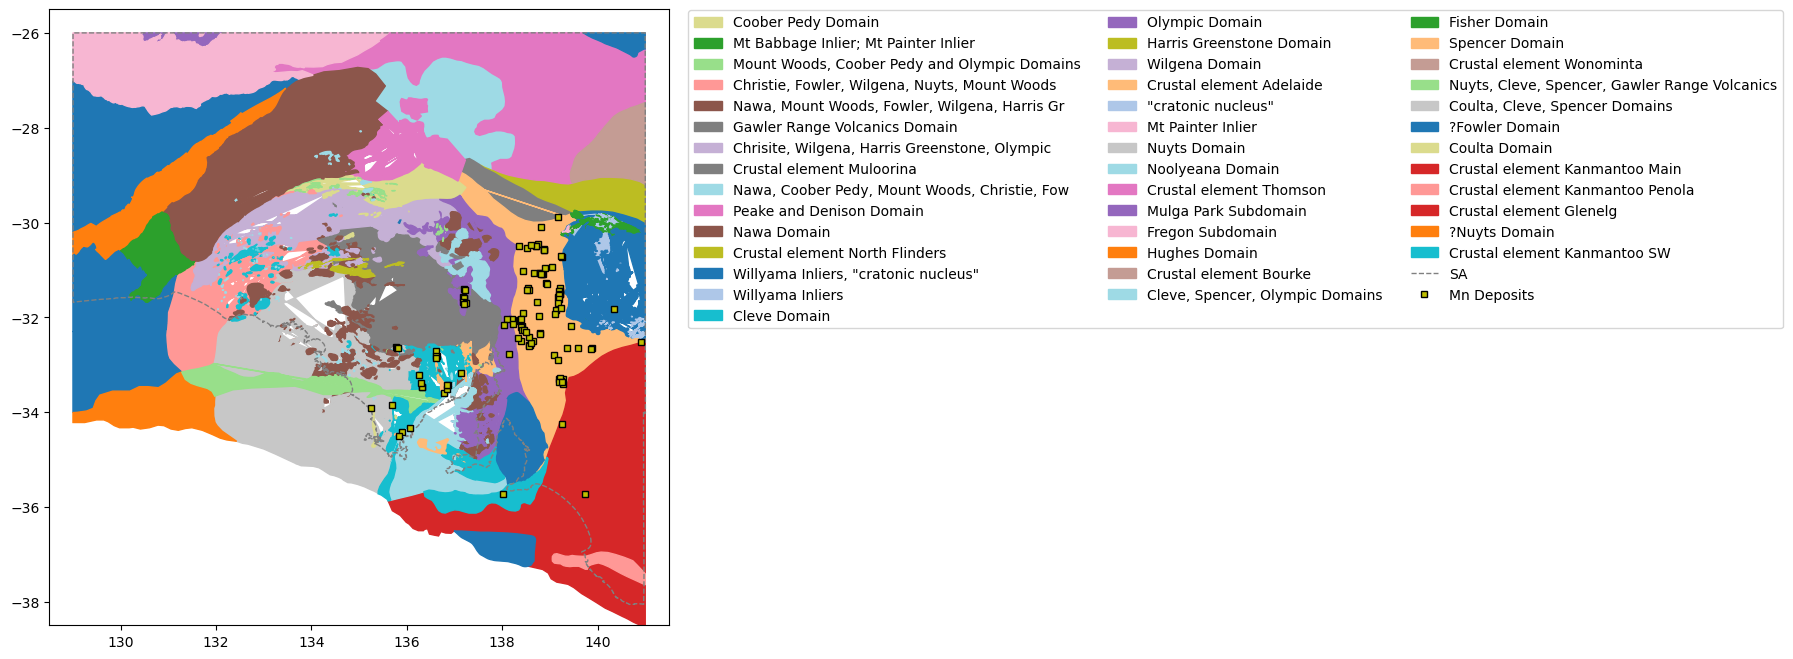 −26
−28
−30
−32
−34
−36
−38
130
132
134
136
138
140
Coober Pedy Domain
Mt Babbage Inlier; Mt Painter Inlier
Mount Woods, Coober Pedy and Olympic Domains
Christie, Fowler, Wilgena, Nuyts, Mount Woods
Nawa, Mount Woods, Fowler, Wilgena, Harris Gr
Gawler Range Volcanics Domain
Chrisite, Wilgena, Harris Greenstone, Olympic
Crustal element Muloorina
Nawa, Coober Pedy, Mount Woods, Christie, Fow
Peake and Denison Domain
Nawa Domain
Crustal element North Flinders
Willyama Inliers, "cratonic nucleus"
Willyama Inliers
Cleve Domain
Olympic Domain
Harris Greenstone Domain
Wilgena Domain
Crustal element Adelaide
"cratonic nucleus"
Mt Painter Inlier
Nuyts Domain
Noolyeana Domain
Crustal element Thomson
Mulga Park Subdomain
Fregon Subdomain
Hughes Domain
Crustal element Bourke
Cleve, Spencer, Olympic Domains
Fisher Domain
Spencer Domain
Crustal element Wonominta
Nuyts, Cleve, Spencer, Gawler Range Volcanics
Coulta, Cleve, Spencer Domains
?Fowler Domain
Coulta Domain
Crustal element Kanmantoo Main
Crustal element Kanmantoo Penola
Crustal element Glenelg
?Nuyts Domain
Crustal element Kanmantoo SW
SA
Mn Deposits